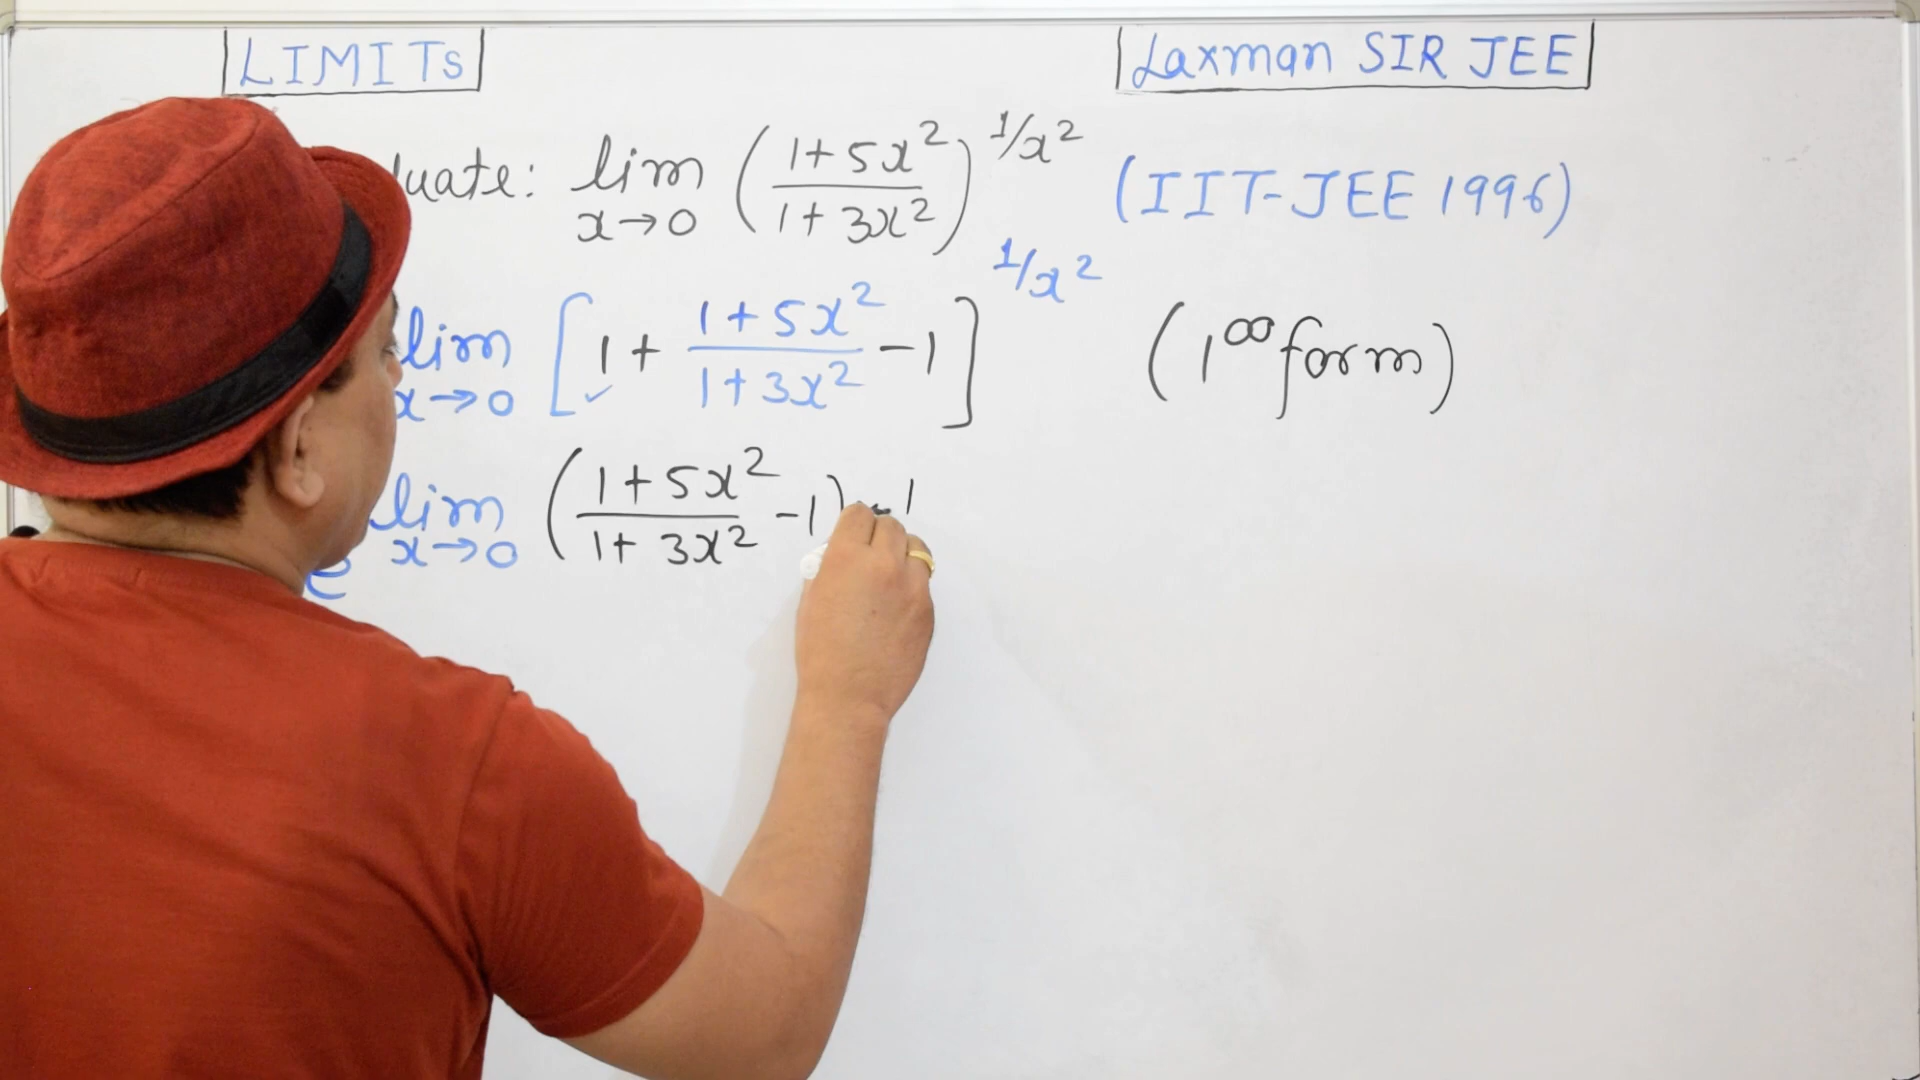 LIMITs
Laxman SIR JEE
luate: lim x→0 ((1+5x²)/(1+3x²))^(1/x²) (IIT-JEE 1996)
lim x→0 [1+ (1+5x²)/(1+3x²) -1]^(1/x²) (1^∞ form)
e lim x→0 ((1+5x²)/(1+3x²) -1)